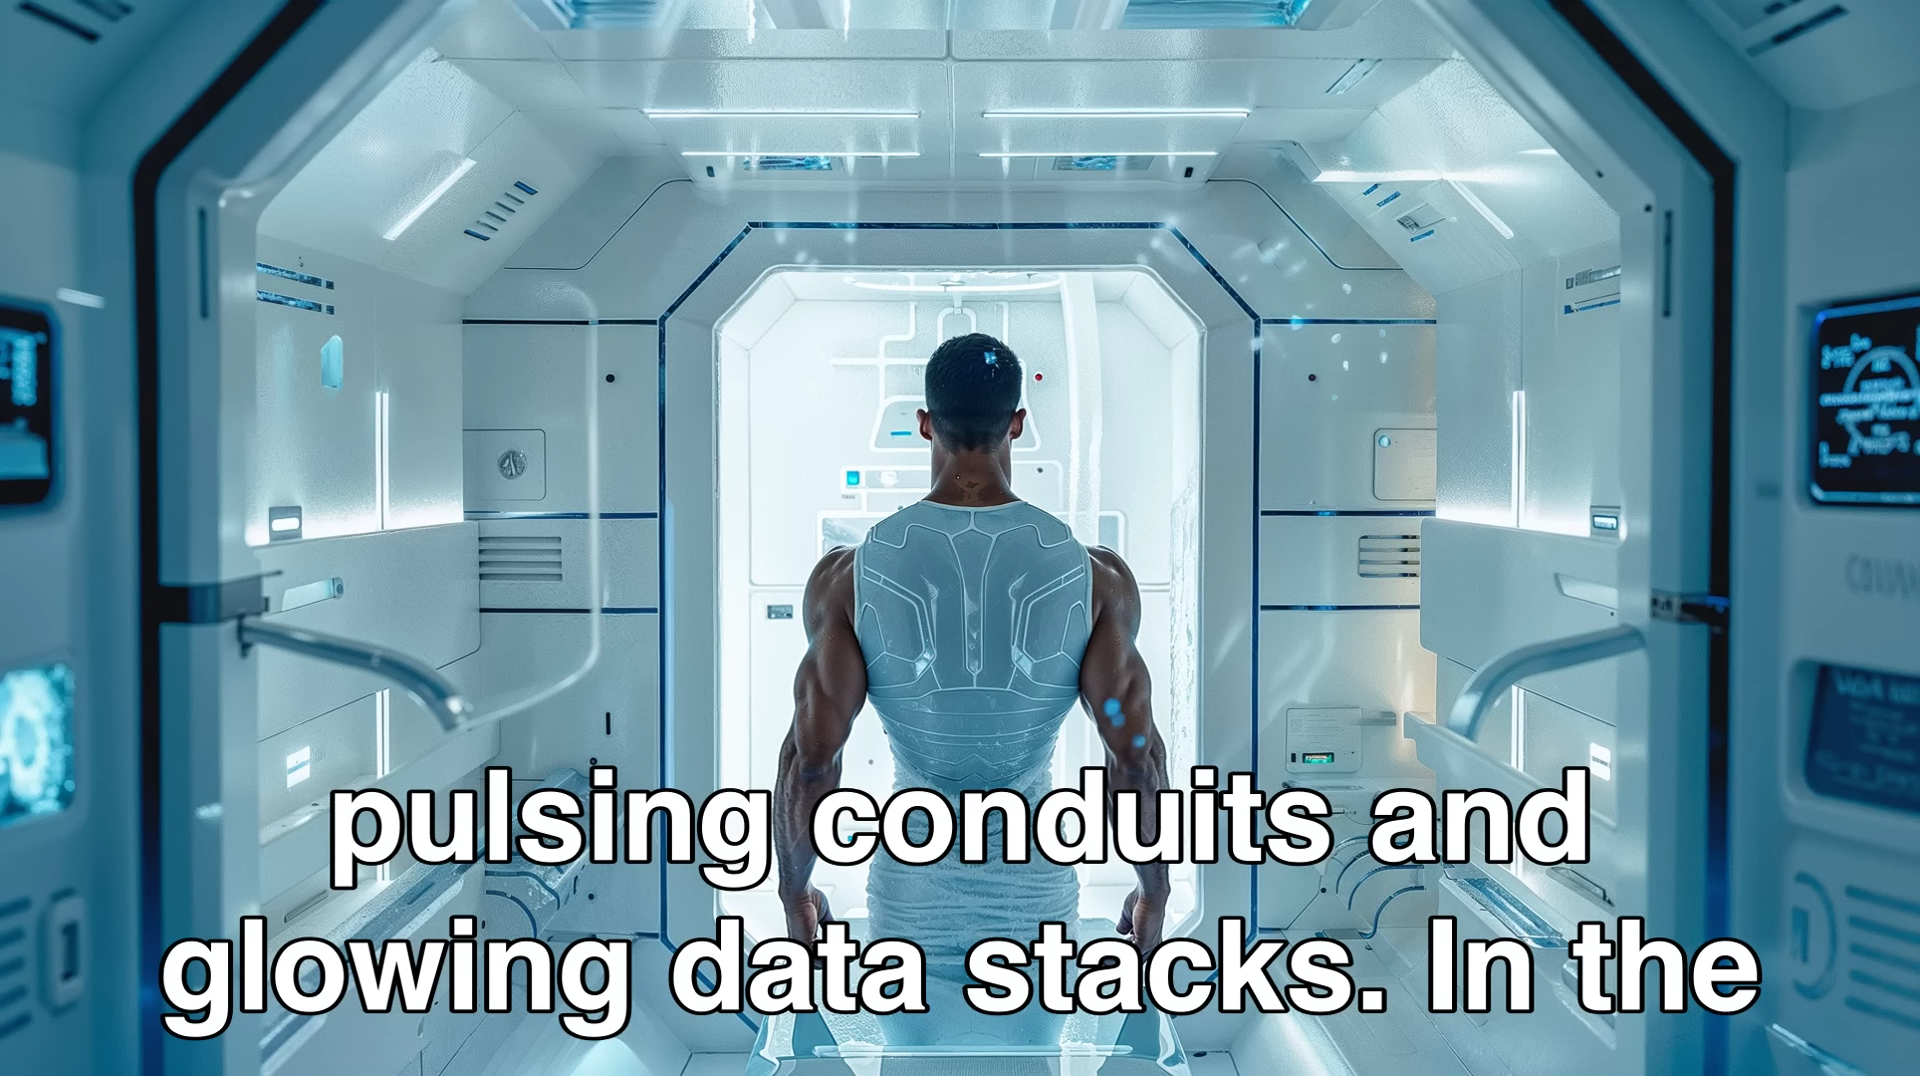 pulsing conduits and
glowing data stacks. In the